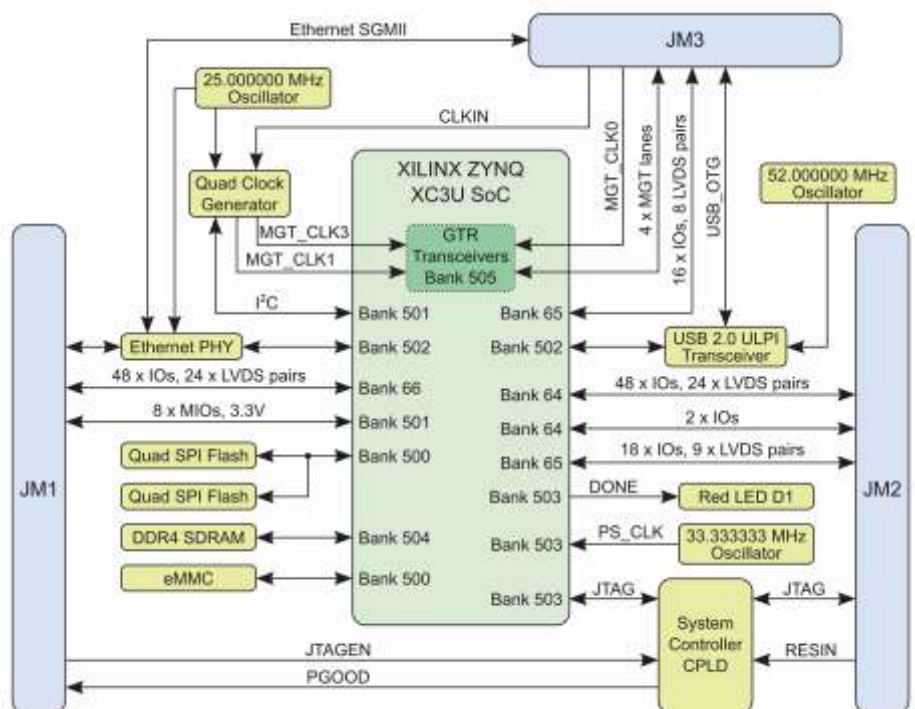 Ethernet SGMII
JM3
25.000000 MHz
Oscillator
CLKIN
MGT_CLK0
4 x MGT lanes
16 x IOs, 8 LVDS pairs
USB_OTG
XILINX ZYNQ
XC3U SoC
52.000000 MHz
Oscillator
Quad Clock
Generator
MGT_CLK3
MGT_CLK1
GTR
Transceivers
Bank 505
I²C
Bank 501
Bank 65
Ethernet PHY
Bank 502
Bank 502
USB 2.0 ULPI
Transceiver
48 x IOs, 24 x LVDS pairs
Bank 66
Bank 64
48 x IOs, 24 x LVDS pairs
8 x MIOs, 3.3V
Bank 501
Bank 64
2 x IOs
Quad SPI Flash
Bank 500
Bank 65
18 x IOs, 9 x LVDS pairs
JM1
Quad SPI Flash
Bank 503
DONE
Red LED D1
JM2
DDR4 SDRAM
Bank 504
Bank 503
PS_CLK
33.333333 MHz
Oscillator
eMMC
Bank 500
Bank 503
JTAG
JTAG
System
Controller
CPLD
JTAGEN
RESIN
PGOOD